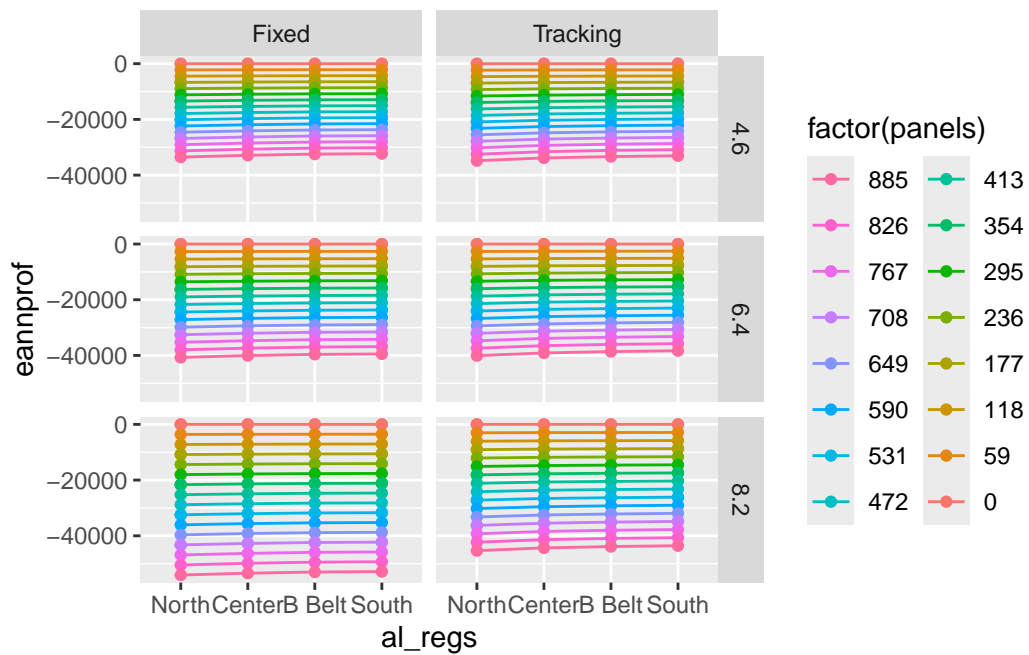 Fixed
Tracking
0
−20000
−40000
4.6
0
−20000
−40000
6.4
0
−20000
−40000
8.2
eannprof
North Center B Belt South
North Center B Belt South
al_regs
factor(panels)
885 413
826 354
767 295
708 236
649 177
590 118
531 59
472 0